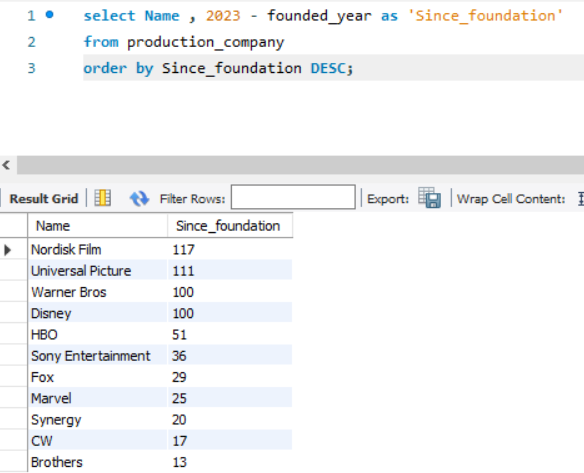 1 select Name , 2023 - founded_year as 'Since_foundation'
2 from production_company
3 order by Since_foundation DESC;
Result Grid Filter Rows: Export: Wrap Cell Content:
Name Since_foundation
Nordisk Film 117
Universal Picture 111
Warner Bros 100
Disney 100
HBO 51
Sony Entertainment 36
Fox 29
Marvel 25
Synergy 20
CW 17
Brothers 13